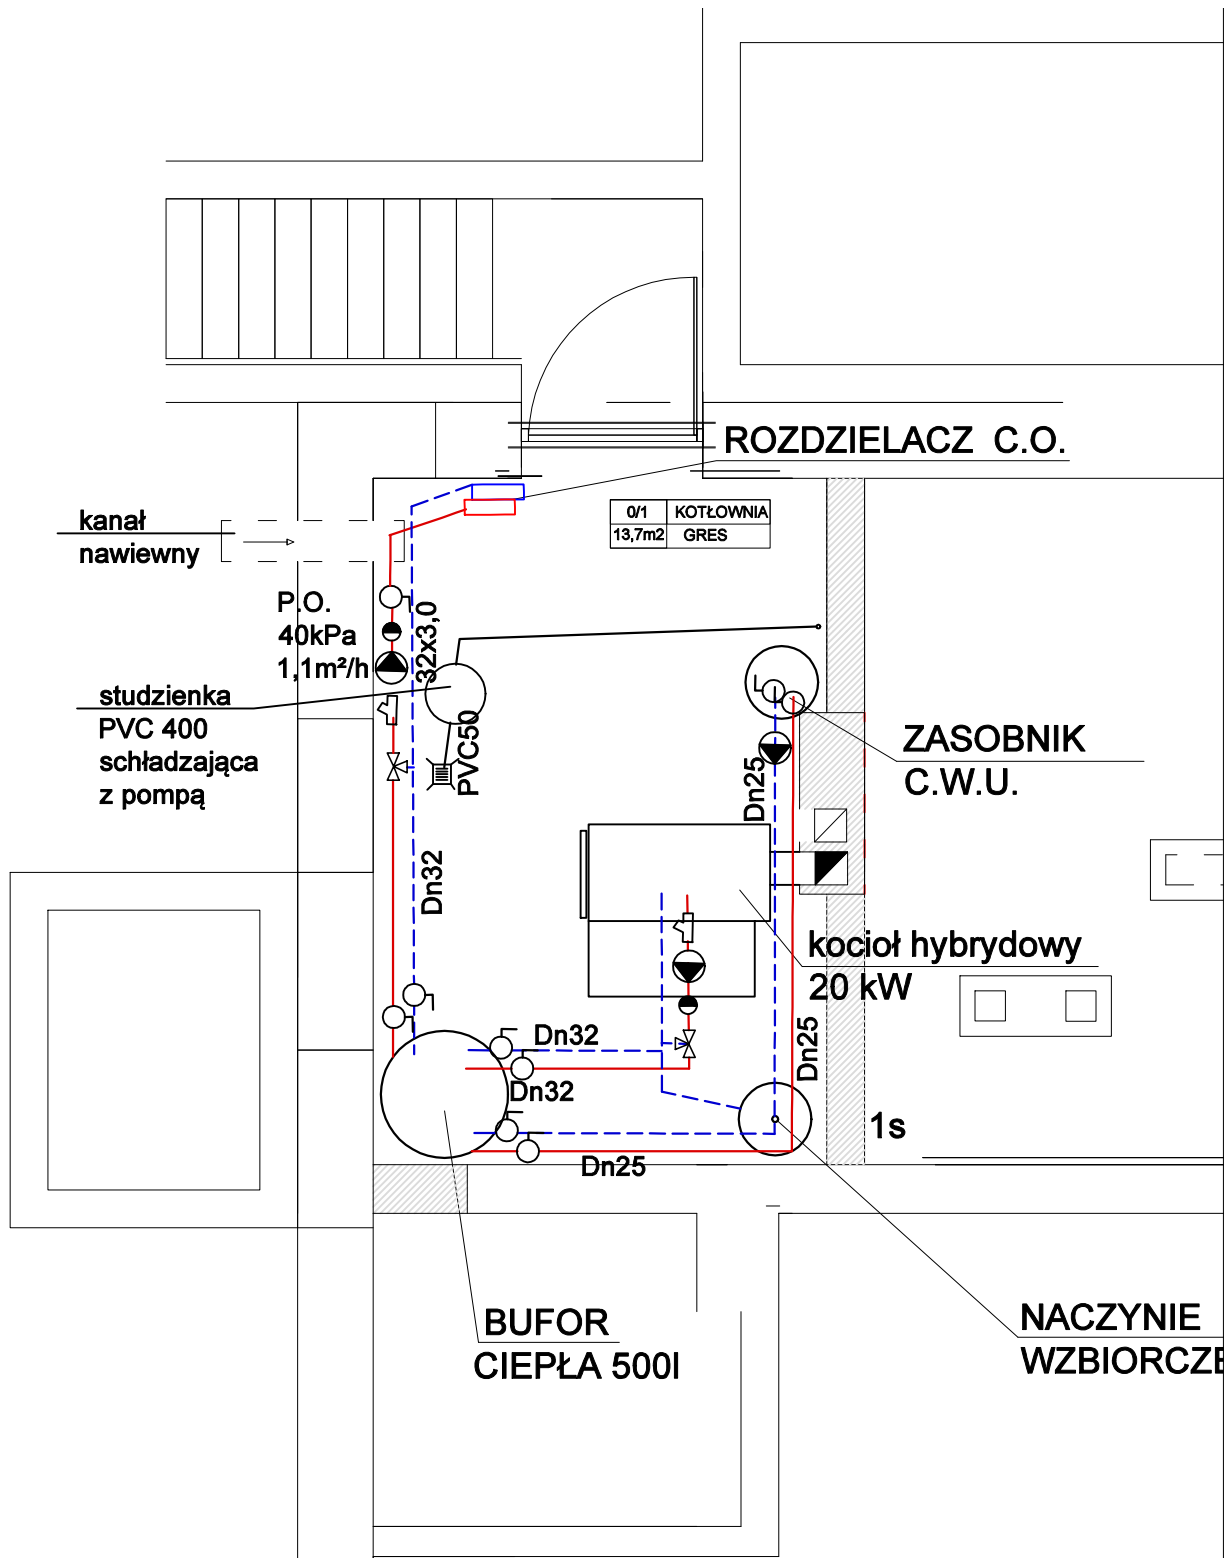 ROZDZIELACZ C.O.
0/1 KOTŁOWNIA
13,7m2 GRES
kanał
nawiewny
P.O.
40kPa
1,1m²/h
32x3,0
studzienka
PVC 400
schładzająca
z pompą
PVC50
ZASOBNIK
C.W.U.
Dn25
Dn32
kocioł hybrydowy
20 kW
Dn32
Dn32
Dn25
1s
Dn25
BUFOR
CIEPŁA 500l
NACZYNIE
WZBIORCZE